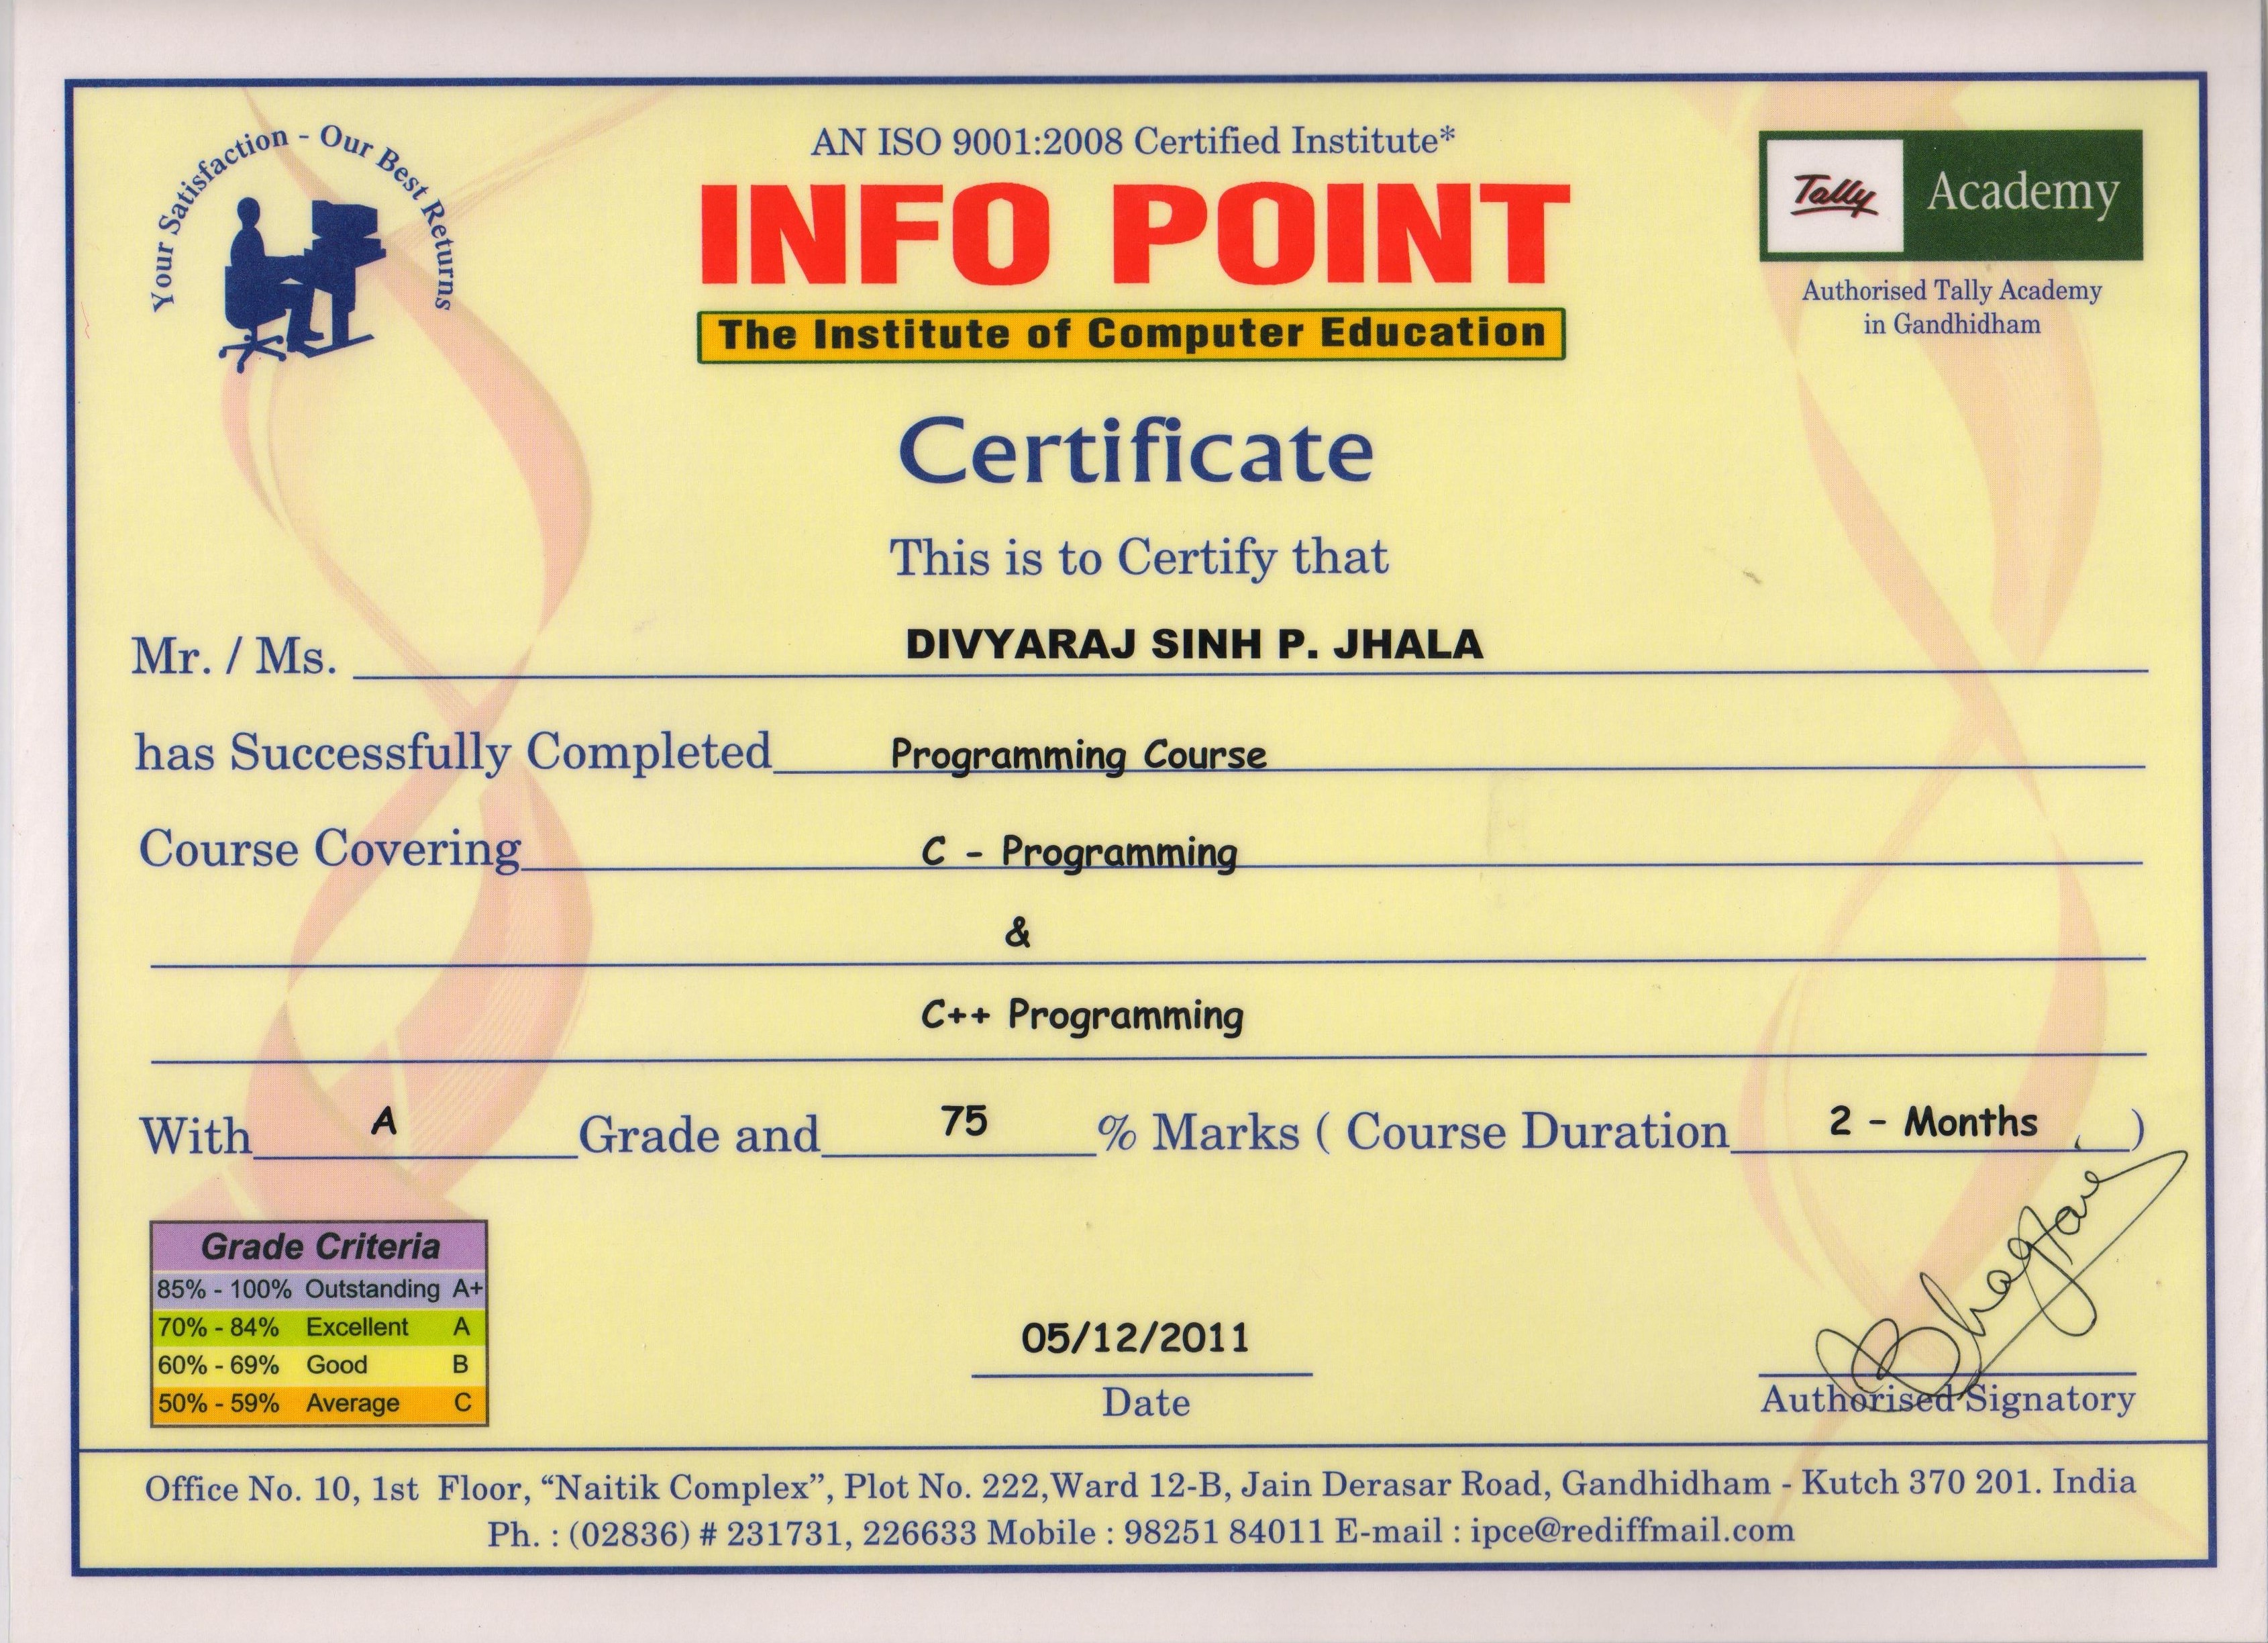 Your Satisfaction - Our Best Returns
AN ISO 9001:2008 Certified Institute*
INFO POINT
The Institute of Computer Education
Tally Academy
Authorised Tally Academy
in Gandhidham
Certificate
This is to Certify that
Mr. / Ms. DIVYARAJ SINH P. JHALA
has Successfully Completed Programming Course
Course Covering C - Programming
&
C++ Programming
With A Grade and 75 % Marks ( Course Duration 2 - Months )
Grade Criteria
85% - 100% Outstanding A+
70% - 84% Excellent A
60% - 69% Good B
50% - 59% Average C
05/12/2011
Date
Authorised Signatory
Office No. 10, 1st Floor, “Naitik Complex”, Plot No. 222,Ward 12-B, Jain Derasar Road, Gandhidham - Kutch 370 201. India
Ph. : (02836) # 231731, 226633 Mobile : 98251 84011 E-mail : ipce@rediffmail.com